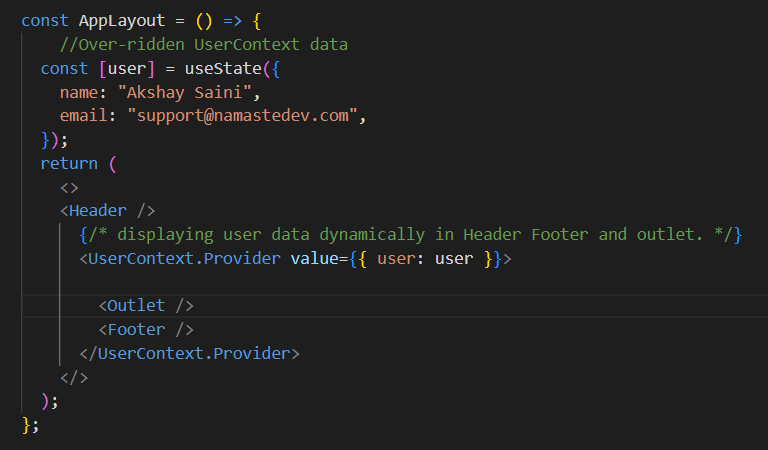 const AppLayout = () => {
//Over-ridden UserContext data
const [user] = useState({
name: "Akshay Saini",
email: "support@namastedev.com",
});
return (
<>
<Header />
{/* displaying user data dynamically in Header Footer and outlet. */}
<UserContext.Provider value={{ user: user }}>
<Outlet />
<Footer />
</UserContext.Provider>
</>
);
};